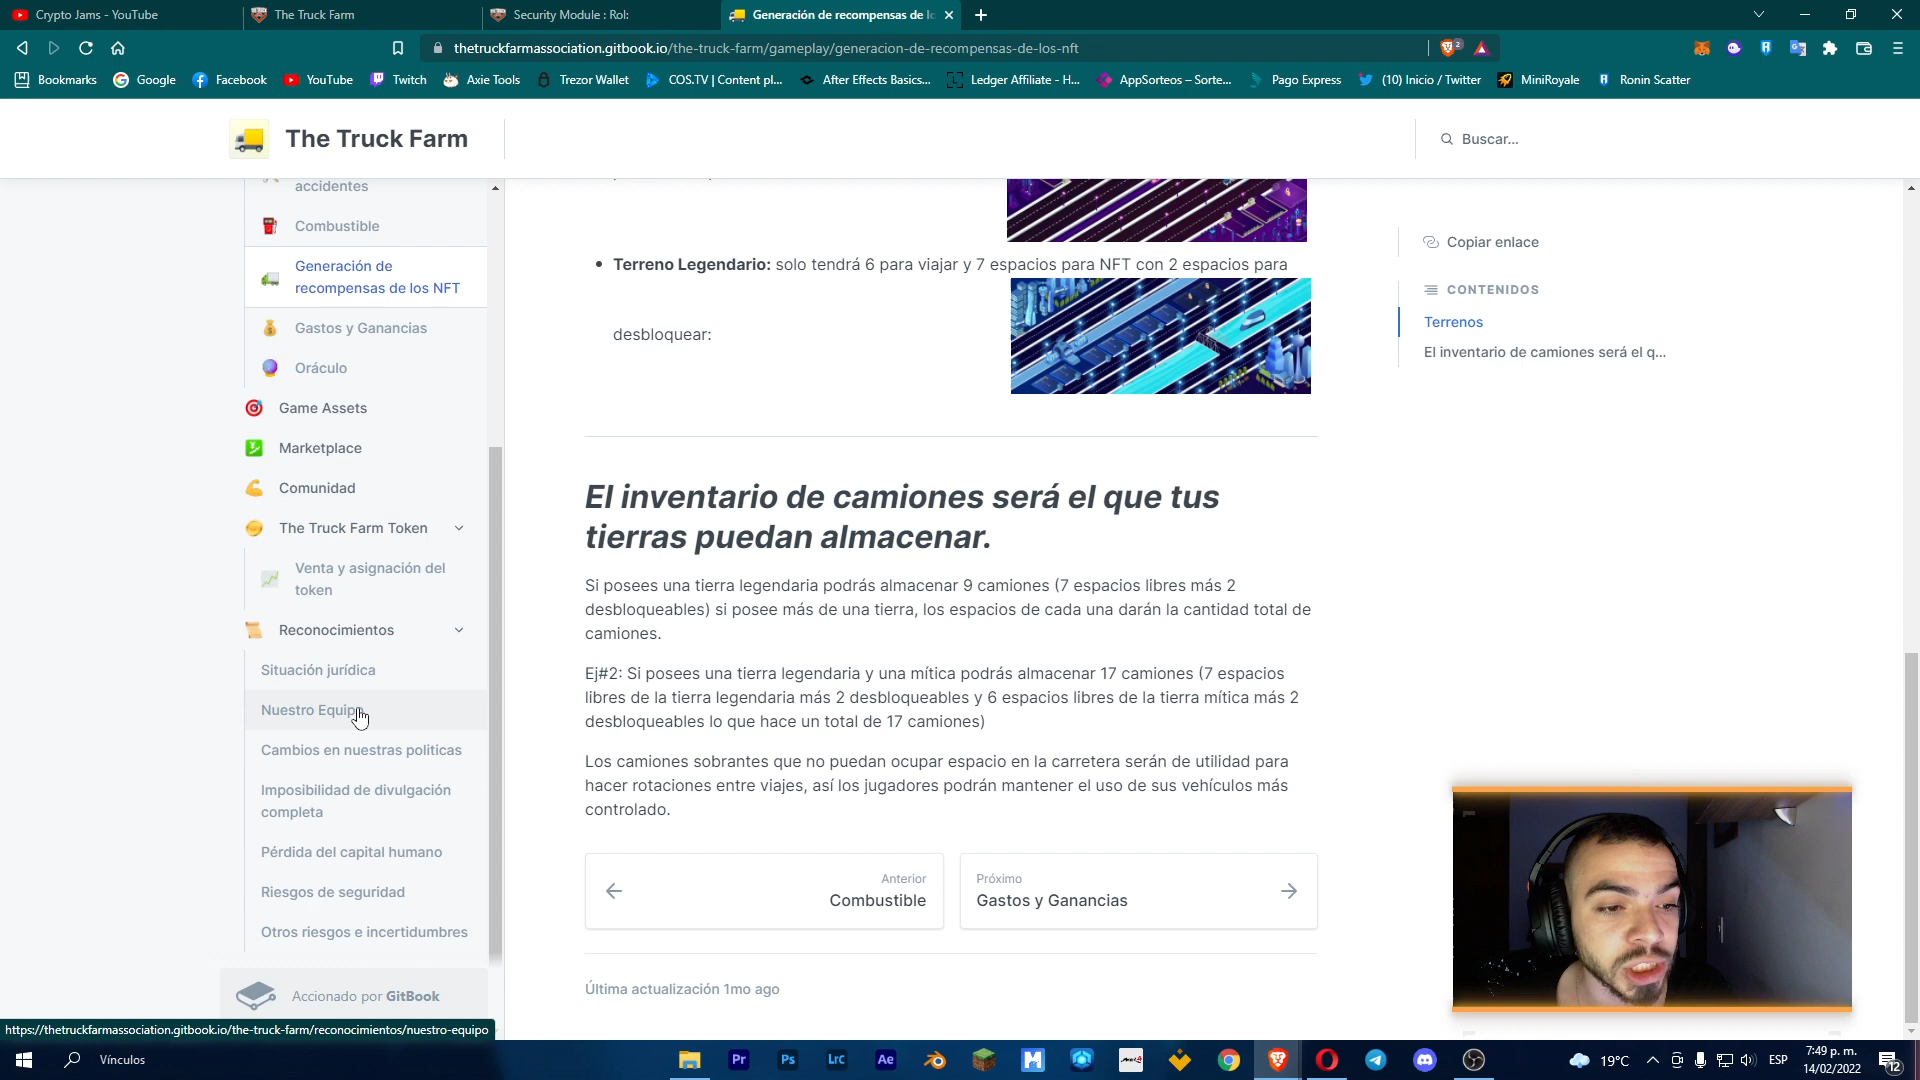 Crypto Jams - YouTube
The Truck Farm
Security Module : Rol:
Generación de recompensas de lo
thetruckfarmassociation.gitbook.io/the-truck-farm/gameplay/generacion-de-recompensas-de-los-nft
2
Bookmarks
Google
Facebook
YouTube
Twitch
Axie Tools
Trezor Wallet
COS.TV | Content pl...
After Effects Basics...
Ledger Affiliate - H...
AppSorteos – Sorte...
Pago Express
(10) Inicio / Twitter
MiniRoyale
Ronin Scatter
The Truck Farm
Buscar...
accidentes
Combustible
Generación de
recompensas de los NFT
Gastos y Ganancias
Oráculo
Game Assets
Marketplace
Comunidad
The Truck Farm Token
Venta y asignación del
token
Reconocimientos
Situación jurídica
Nuestro Equipo
Cambios en nuestras politicas
Imposibilidad de divulgación
completa
Pérdida del capital humano
Riesgos de seguridad
Otros riesgos e incertidumbres
Accionado por GitBook
• Terreno Legendario: solo tendrá 6 para viajar y 7 espacios para NFT con 2 espacios para
desbloquear:
El inventario de camiones será el que tus
tierras puedan almacenar.
Si posees una tierra legendaria podrás almacenar 9 camiones (7 espacios libres más 2
desbloqueables) si posee más de una tierra, los espacios de cada una darán la cantidad total de
camiones.
Ej#2: Si posees una tierra legendaria y una mítica podrás almacenar 17 camiones (7 espacios
libres de la tierra legendaria más 2 desbloqueables y 6 espacios libres de la tierra mítica más 2
desbloqueables lo que hace un total de 17 camiones)
Los camiones sobrantes que no puedan ocupar espacio en la carretera serán de utilidad para
hacer rotaciones entre viajes, así los jugadores podrán mantener el uso de sus vehículos más
controlado.
Anterior
Combustible
Próximo
Gastos y Ganancias
Última actualización 1mo ago
Copiar enlace
CONTENIDOS
Terrenos
El inventario de camiones será el q...
https://thetruckfarmassociation.gitbook.io/the-truck-farm/reconocimientos/nuestro-equipo
Vínculos
Pr
Ps
Lrc
Ae
19°C
ESP
7:49 p. m.
14/02/2022
12